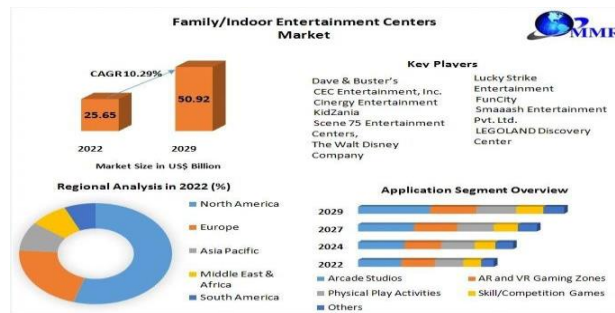 Family/Indoor Entertainment Centers
Market
MMR
CAGR 10.29%
25.65
50.92
2022
2029
Market Size in US$ Billion
Key Players
Dave & Buster's
CEC Entertainment, Inc.
Cinergy Entertainment
KidZania
Scene 75 Entertainment
Centers,
The Walt Disney
Company
Lucky Strike
Entertainment
FunCity
Smaaash Entertainment
Pvt. Ltd.
LEGOLAND Discovery
Center
Regional Analysis in 2022 (%)
North America
Europe
Asia Pacific
Middle East &
Africa
South America
Application Segment Overview
2029
2027
2024
2022
Arcade Studios
AR and VR Gaming Zones
Physical Play Activities
Skill/Competition Games
Others